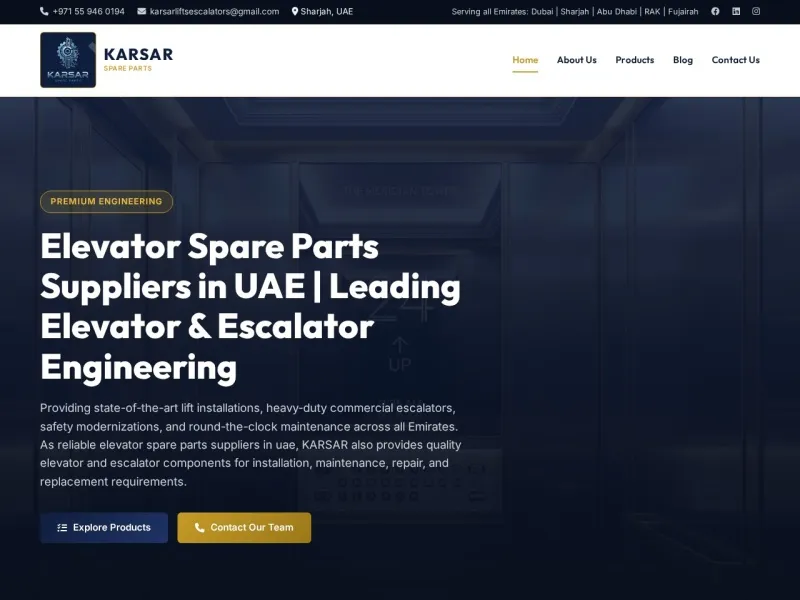 +971 55 946 0194 karsarliftsescalators@gmail.com Sharjah, UAE Serving all Emirates: Dubai | Sharjah | Abu Dhabi | RAK | Fujairah
KARSAR
KARSAR
SPARE PARTS
Home About Us Products Blog Contact Us
PREMIUM ENGINEERING
Elevator Spare Parts
Suppliers in UAE | Leading
Elevator & Escalator
Engineering
24
UP
Providing state-of-the-art lift installations, heavy-duty commercial escalators,
safety modernizations, and round-the-clock maintenance across all Emirates.
As reliable elevator spare parts suppliers in uae, KARSAR also provides quality
elevator and escalator components for installation, maintenance, repair, and
replacement requirements.
Explore Products Contact Our Team